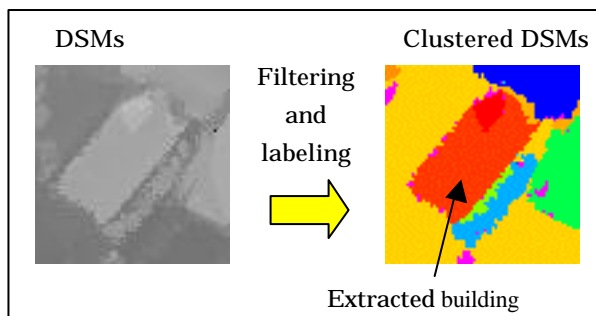 DSMs
Clustered DSMs
Filtering
and
labeling
Extracted building